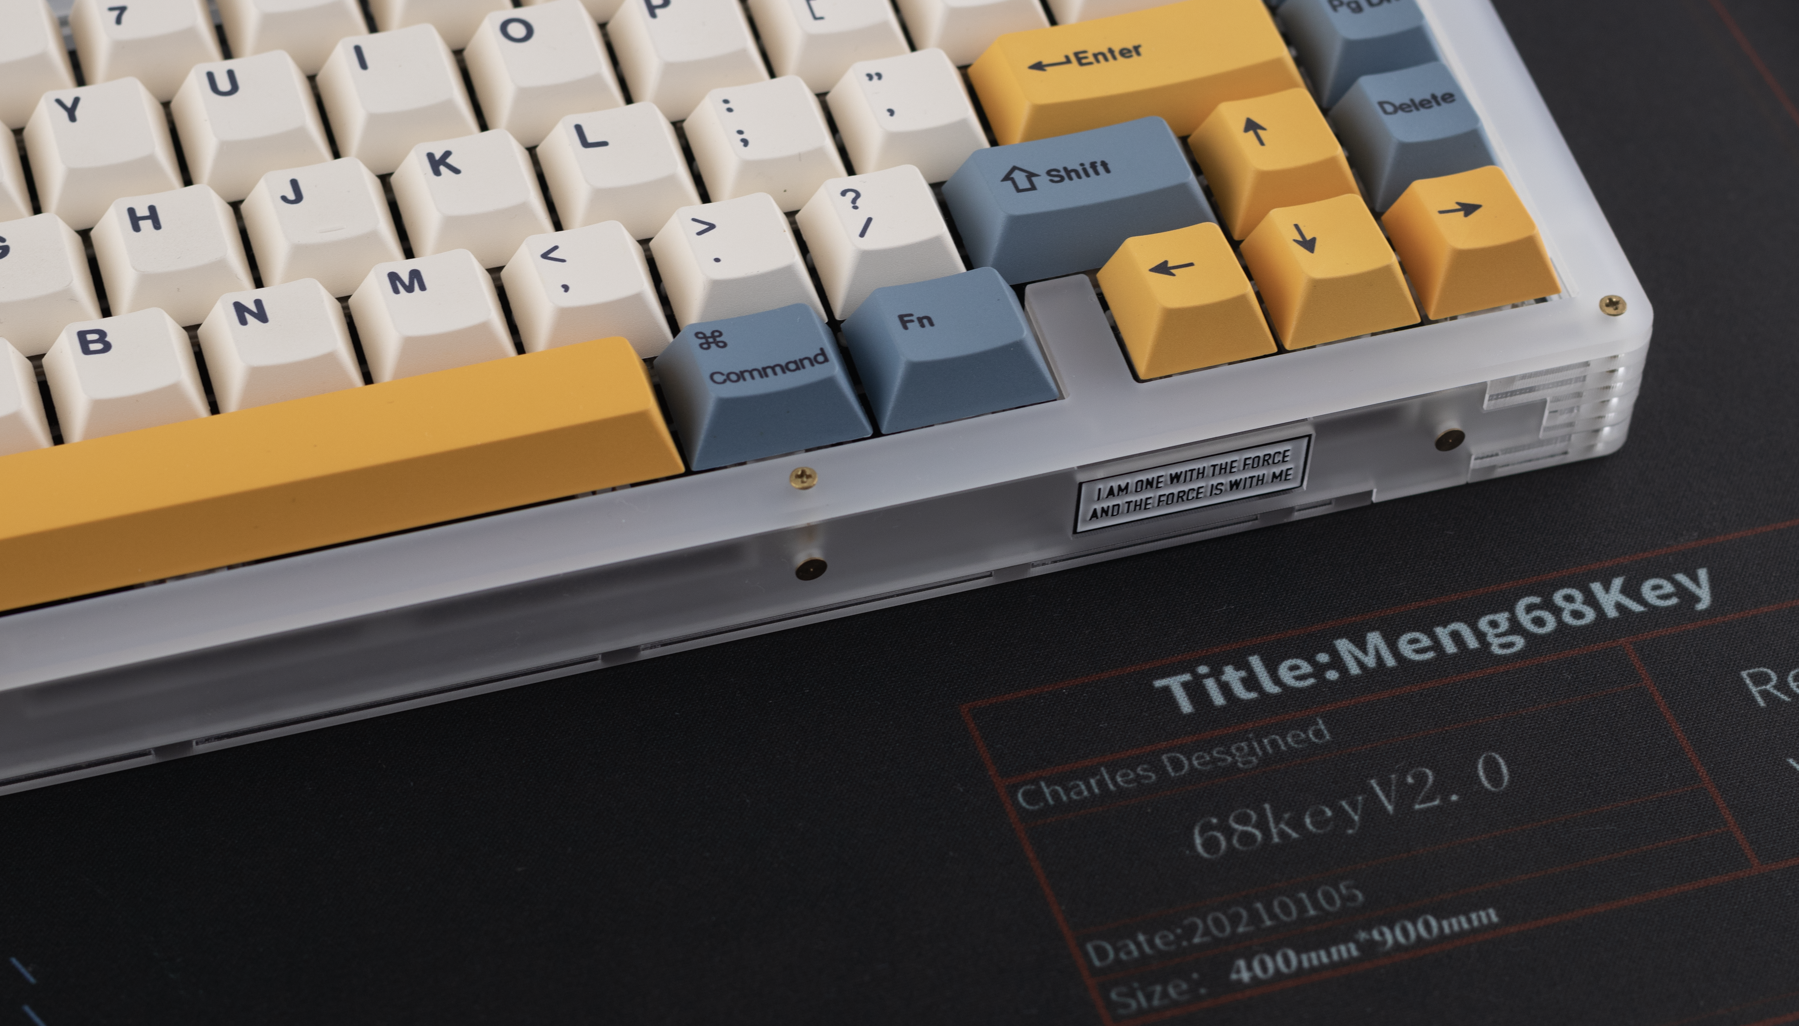 7
Y U I O P [
← Enter
Pg Dn
H J K L : ; " '
⇧ Shift
↑
Delete
B N M < , > . ? /
⌘
Command
Fn
← ↓ →
I AM ONE WITH THE FORCE
AND THE FORCE IS WITH ME
Title:Meng68Key
Charles Desgined
68keyV2.0
Date:20210105
Size: 400mm*900mm